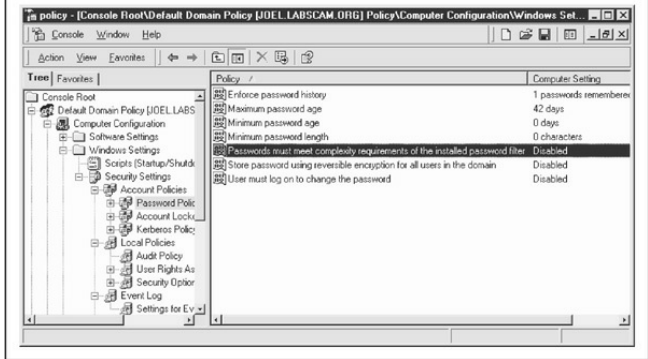 policy - [Console Root\Default Domain Policy [JOEL.LABSCAM.ORG] Policy\Computer Configuration\Windows Set...
Console Window Help
Action View Favorites
Tree Favorites
Policy Computer Setting
Console Root
Default Domain Policy [JOEL.LABS
Computer Configuration
Software Settings
Windows Settings
Scripts (Startup/Shutdo
Security Settings
Account Policies
Password Polic
Account Locko
Kerberos Policy
Local Policies
Audit Policy
User Rights As
Security Option
Event Log
Settings for Ev
Enforce password history 1 passwords remembered
Maximum password age 42 days
Minimum password age 0 days
Minimum password length 0 characters
Passwords must meet complexity requirements of the installed password filter Disabled
Store password using reversible encryption for all users in the domain Disabled
User must log on to change the password Disabled